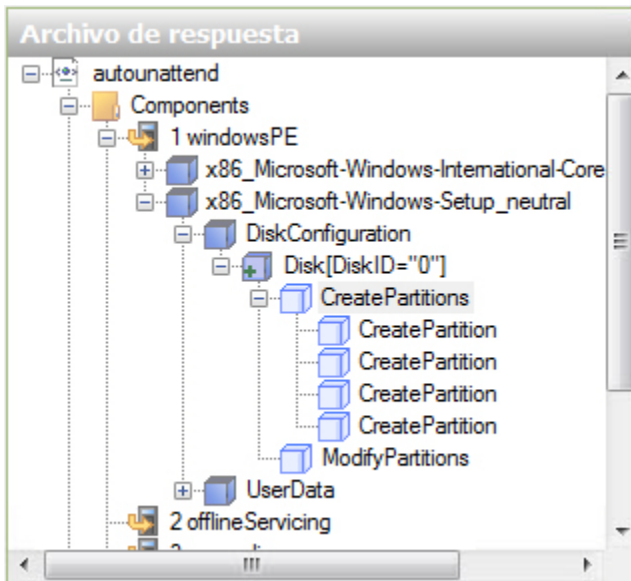 Archivo de respuesta
autounattend
Components
1 windowsPE
x86_Microsoft-Windows-International-Core
x86_Microsoft-Windows-Setup_neutral
DiskConfiguration
Disk[DiskID="0"]
CreatePartitions
CreatePartition
CreatePartition
CreatePartition
CreatePartition
ModifyPartitions
UserData
2 offlineServicing